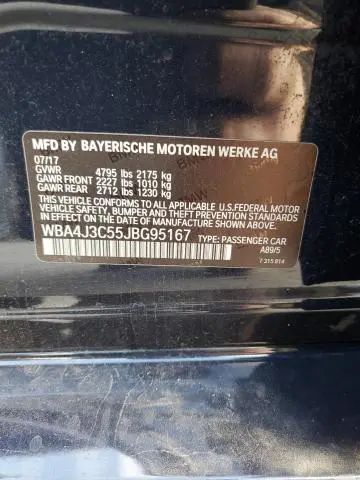 MFD BY BAYERISCHE MOTOREN WERKE AG
07/17
GVWR 4795 lbs 2175 kg
GAWR FRONT 2227 lbs 1010 kg
GAWR REAR 2712 lbs 1230 kg
THIS VEHICLE CONFORMS TO ALL APPLICABLE U.S.FEDERAL MOTOR
VEHICLE SAFETY, BUMPER, AND THEFT PREVENTION STANDARDS
IN EFFECT ON THE DATE OF MANUFACTURE SHOWN ABOVE.
WBA4J3C55JBG95167 TYPE: PASSENGER CAR
A89/5
7 315 814